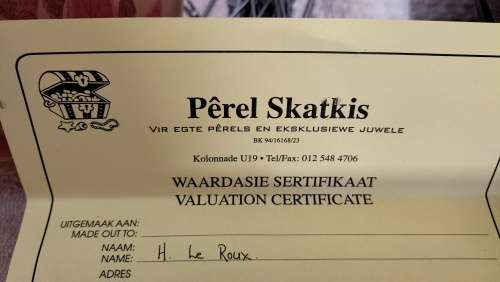 Pêrel Skatkis
VIR EGTE PÊRELS EN EKSKLUSIEWE JUWELE
BK 94/16168/23
Kolonnade U19 • Tel/Fax: 012 548 4706
WAARDASIE SERTIFIKAAT
VALUATION CERTIFICATE
UITGEMAAK AAN:
MADE OUT TO:
NAAM:
NAME: H. Le Roux.
ADRES